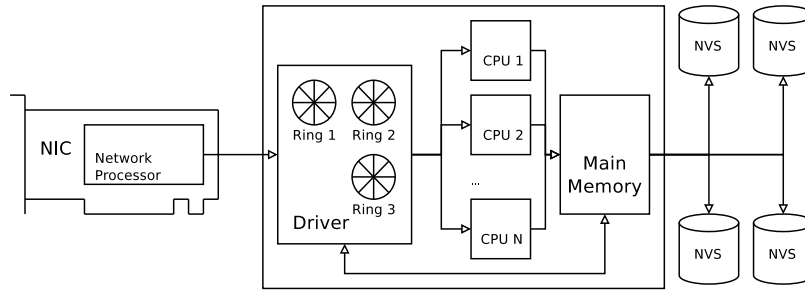 NIC
Network
Processor
Ring 1
Ring 2
Ring 3
Driver
CPU 1
CPU 2
...
CPU N
Main
Memory
NVS
NVS
NVS
NVS